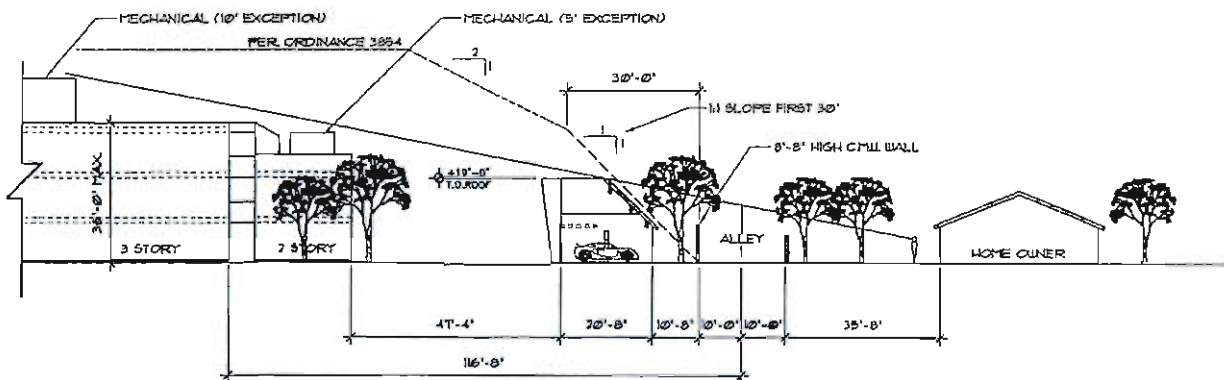 MECHANICAL (10' EXCEPTION)
MECHANICAL (5' EXCEPTION)
PER ORDINANCE 3854
2
1
30'-0"
1:1 SLOPE FIRST 30'
1
1
8'-8" HIGH CMU WALL
36'-0" MAX.
T.O. ROOF
3 STORY
2 STORY
ALLEY
HOME OWNER
47'-4"
20'-8"
10'-8"
10'-0"
10'-0"
35'-8"
116'-8"